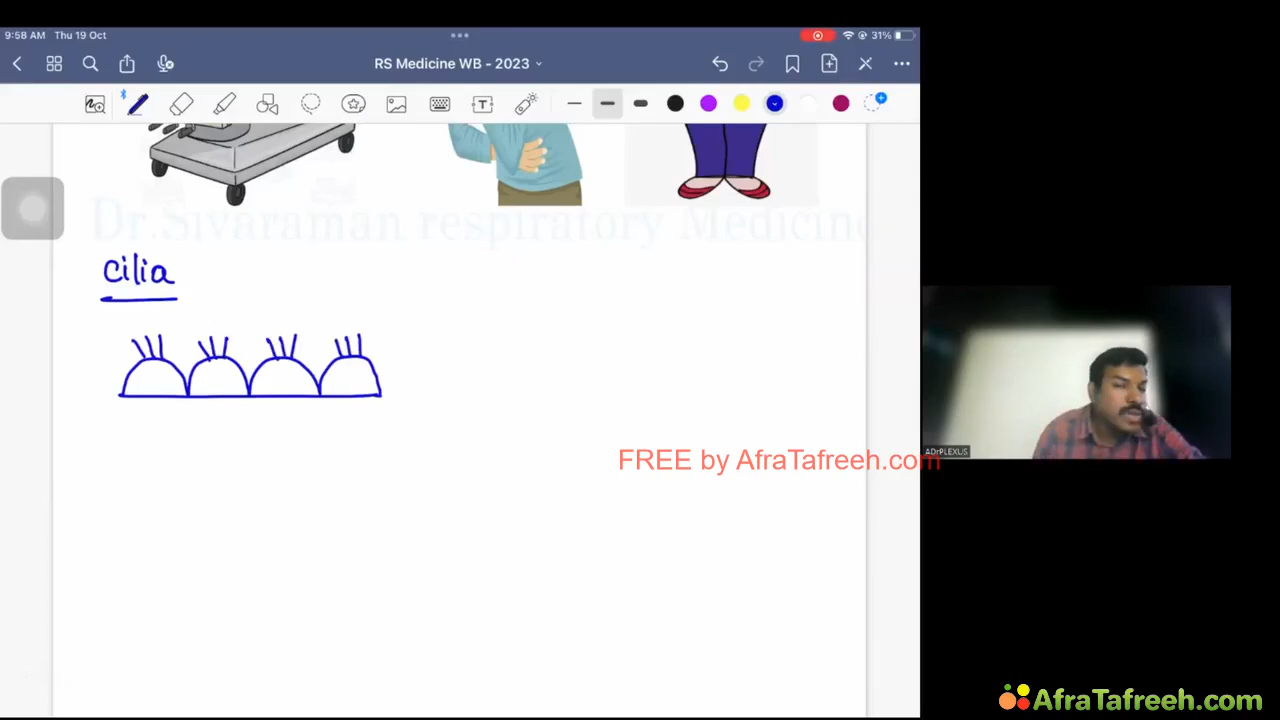 9:58 AM Thu 19 Oct
31%
RS Medicine WB - 2023
T
Dr.Sivaraman respiratory Medicine
Cilia
FREE by AfraTafreeh.com
ADrPLEXUS
AfraTafreeh.com